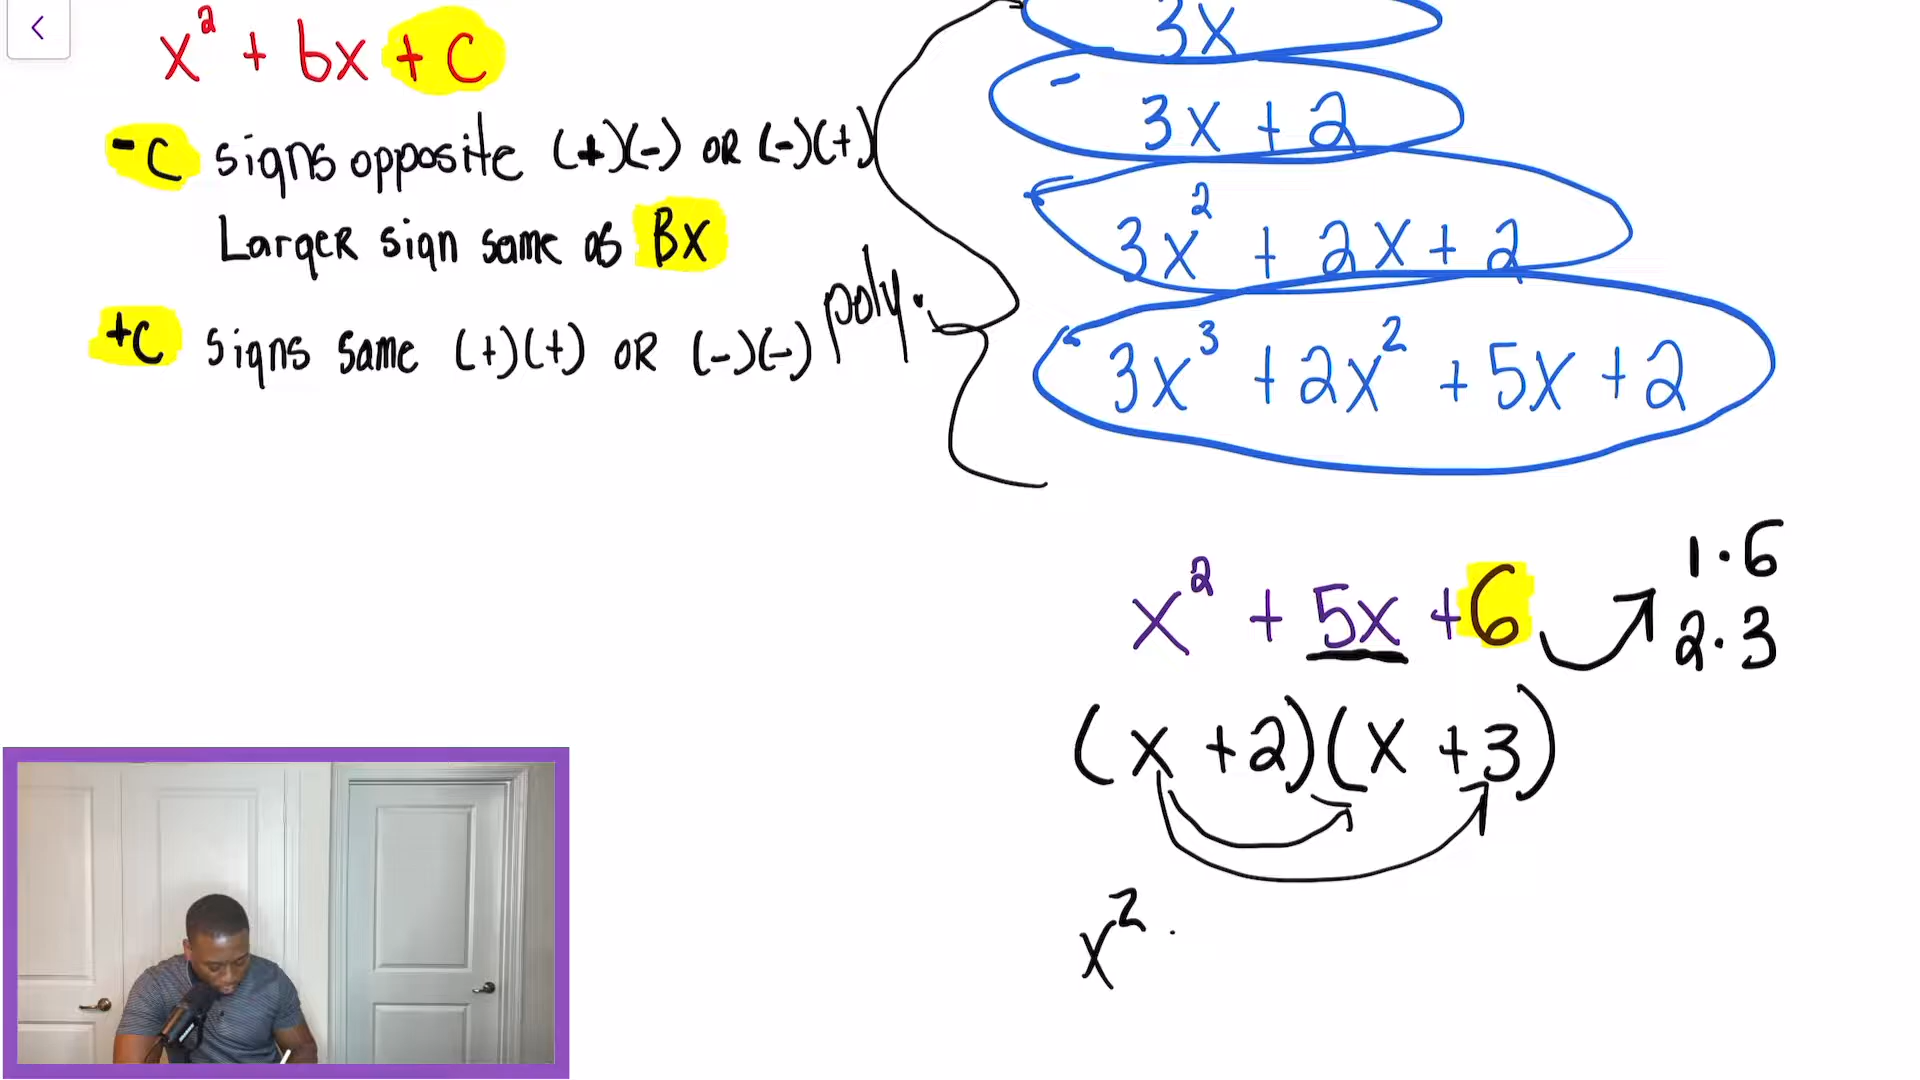 x² + bx + c
-c signs opposite (+)(-) OR (-)(+)
Larger sign same as Bx
+c signs same (+)(+) OR (-)(-)
poly.
3x
3x + 2
3x² + 2x + 2
3x³ + 2x² + 5x + 2
x² + 5x + 6
1·6
2·3
(x + 2)(x + 3)
x²